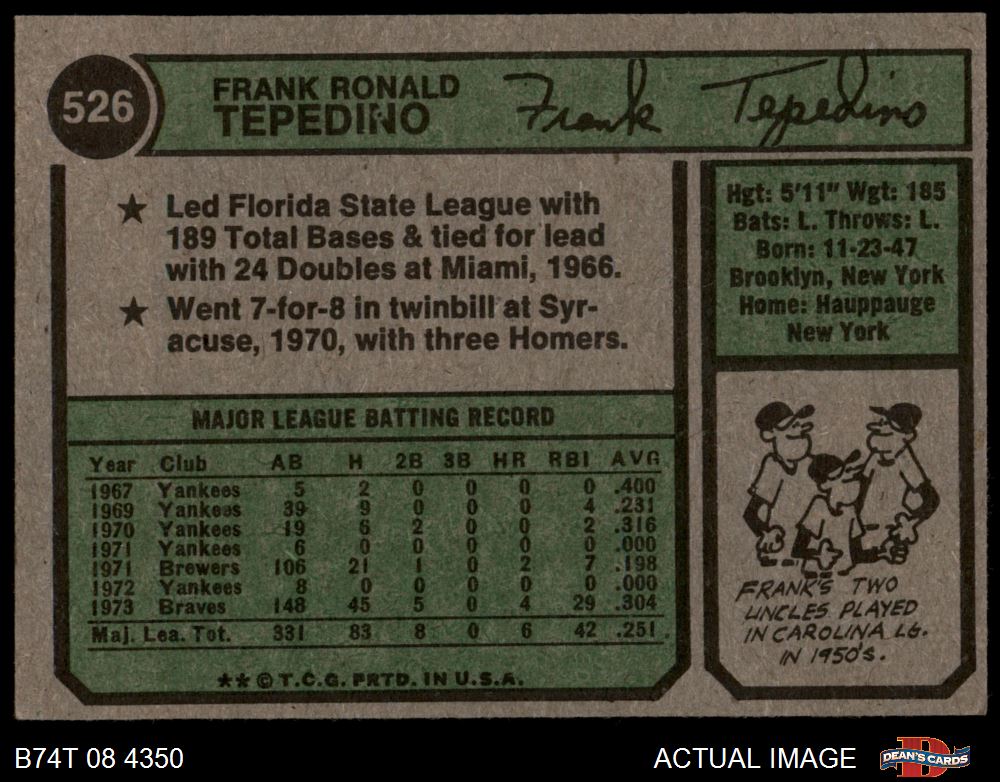 526
FRANK RONALD
TEPEDINO
Frank Tepedino
★ Led Florida State League with
189 Total Bases & tied for lead
with 24 Doubles at Miami, 1966.
★ Went 7-for-8 in twinbill at Syr-
acuse, 1970, with three Homers.
Hgt: 5'11" Wgt: 185
Bats: L. Throws: L.
Born: 11-23-47
Brooklyn, New York
Home: Hauppauge
New York
MAJOR LEAGUE BATTING RECORD
Year Club AB H 2B 3B HR RBI AVG
1967 Yankees 5 2 0 0 0 0 .400
1969 Yankees 39 9 0 0 0 4 .231
1970 Yankees 19 6 2 0 0 2 .316
1971 Yankees 6 0 0 0 0 0 .000
1971 Brewers 106 21 1 0 2 7 .198
1972 Yankees 8 0 0 0 0 0 .000
1973 Braves 148 45 5 0 4 29 .304
Maj. Lea. Tot. 331 83 8 0 6 42 .251
★★ © T.C.G. PRTD. IN U.S.A.
FRANK'S TWO
UNCLES PLAYED
IN CAROLINA LG.
IN 1950'S.
B74T 08 4350
ACTUAL IMAGE
DEAN'S CARDS